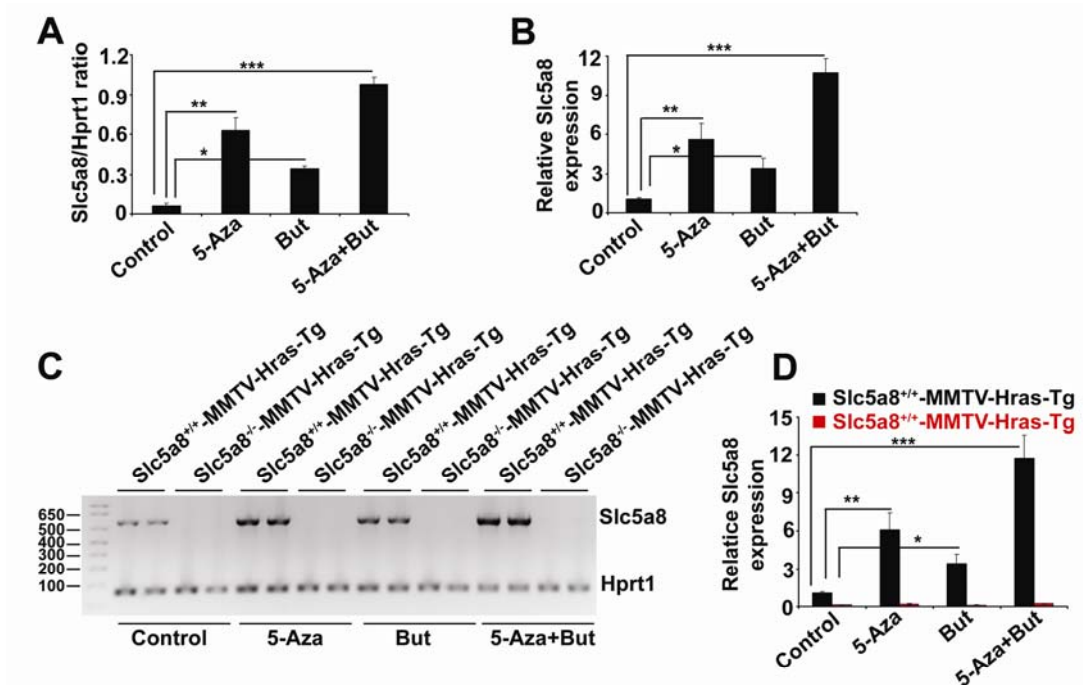 A
Slc5a8/Hprt1 ratio
1.2
0.9
0.6
0.3
0
***
**
*
Control
5-Aza
But
5-Aza+But
B
Relative Slc5a8
expression
12
9
6
3
0
***
**
*
Control
5-Aza
But
5-Aza+But
C
Slc5a8+/+-MMTV-Hras-Tg
Slc5a8-/-MMTV-Hras-Tg
Slc5a8+/+-MMTV-Hras-Tg
Slc5a8-/-MMTV-Hras-Tg
Slc5a8+/+-MMTV-Hras-Tg
Slc5a8-/-MMTV-Hras-Tg
Slc5a8+/+-MMTV-Hras-Tg
Slc5a8-/-MMTV-Hras-Tg
650
500
400
300
200
100
Slc5a8
Hprt1
Control
5-Aza
But
5-Aza+But
D
Slc5a8+/+-MMTV-Hras-Tg
Slc5a8+/+-MMTV-Hras-Tg
Relatice Slc5a8
expression
15
12
9
6
3
0
***
**
*
Control
5-Aza
But
5-Aza+But